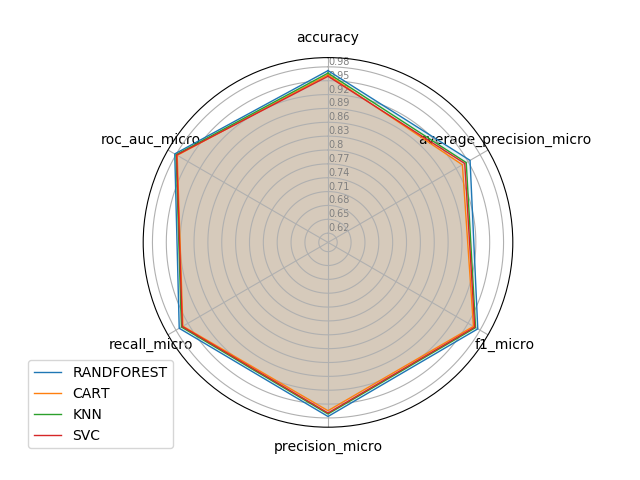 accuracy
0.98
0.95
0.92
0.89
0.86
0.83
0.8
0.77
0.74
0.71
0.68
0.65
0.62
roc_auc_micro
average_precision_micro
recall_micro
f1_micro
precision_micro
RANDFOREST
CART
KNN
SVC